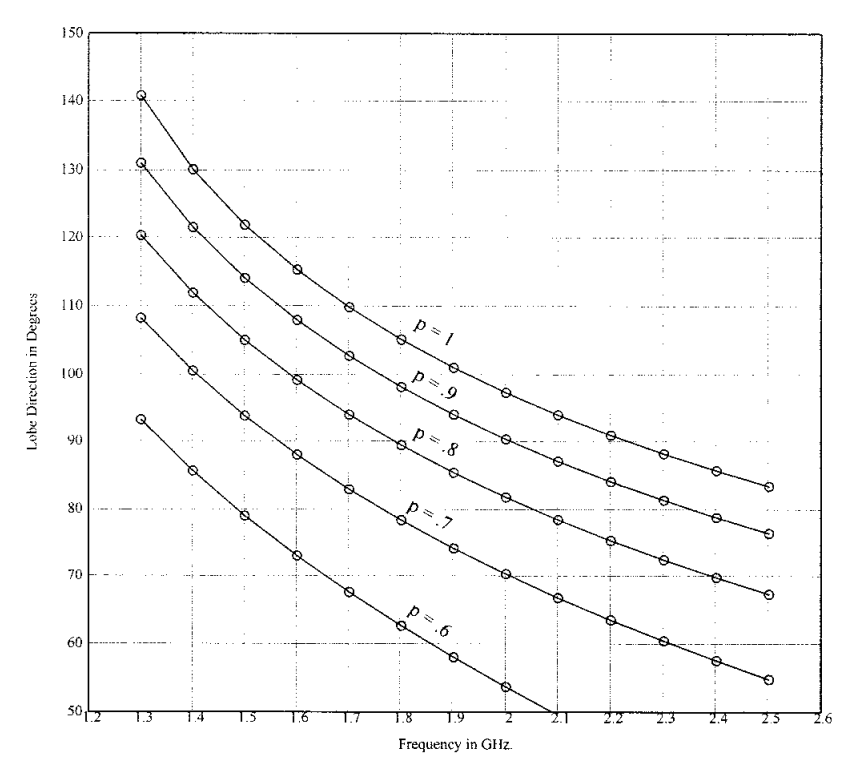 150
140
130
120
110
100
90
80
70
60
50
Lobe Direction in Degrees
p = 1
p = .9
p = .8
p = .7
p = .6
1.2 1.3 1.4 1.5 1.6 1.7 1.8 1.9 2 2.1 2.2 2.3 2.4 2.5 2.6
Frequency in GHz.